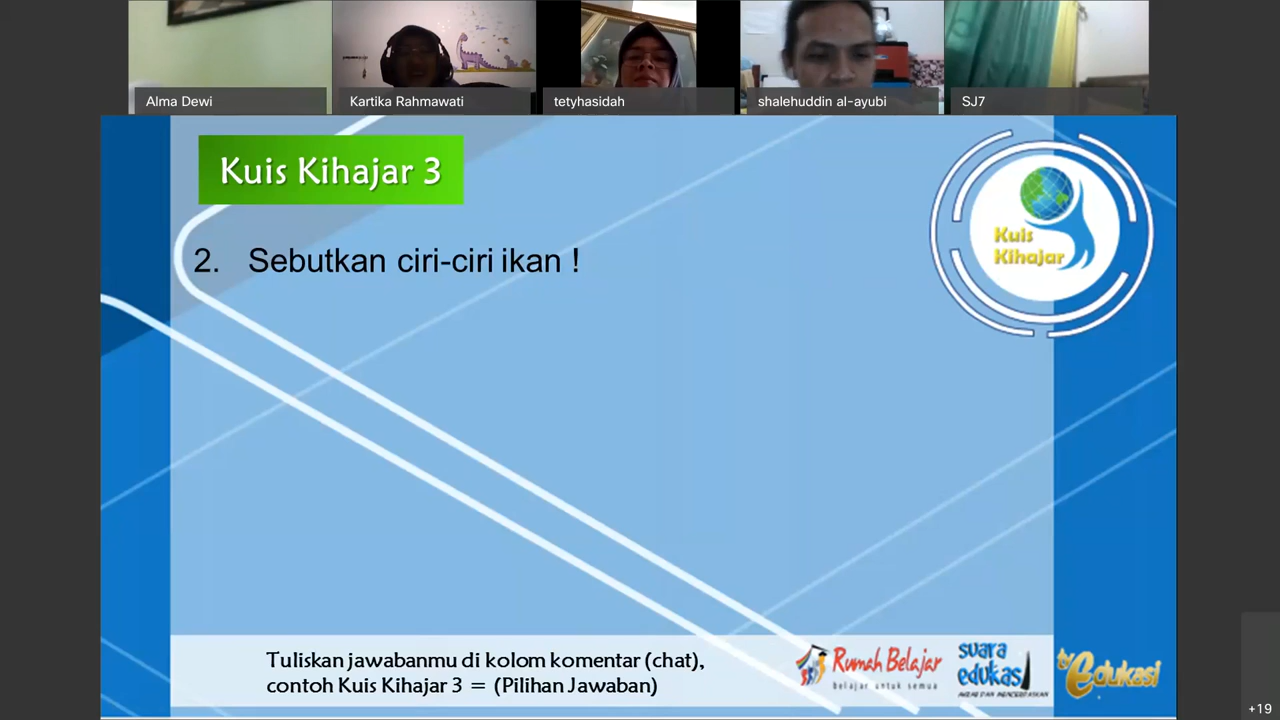 Alma Dewi
Kartika Rahmawati
tetyhasidah
shalehuddin al-ayubi
SJ7
Kuis Kihajar 3
Kuis
Kihajar
2. Sebutkan ciri-ciri ikan !
Tuliskan jawabanmu di kolom komentar (chat),
contoh Kuis Kihajar 3 = (Pilihan Jawaban)
Rumah Belajar
belajar untuk semua
suara
edukasi
tv edukasi
+19